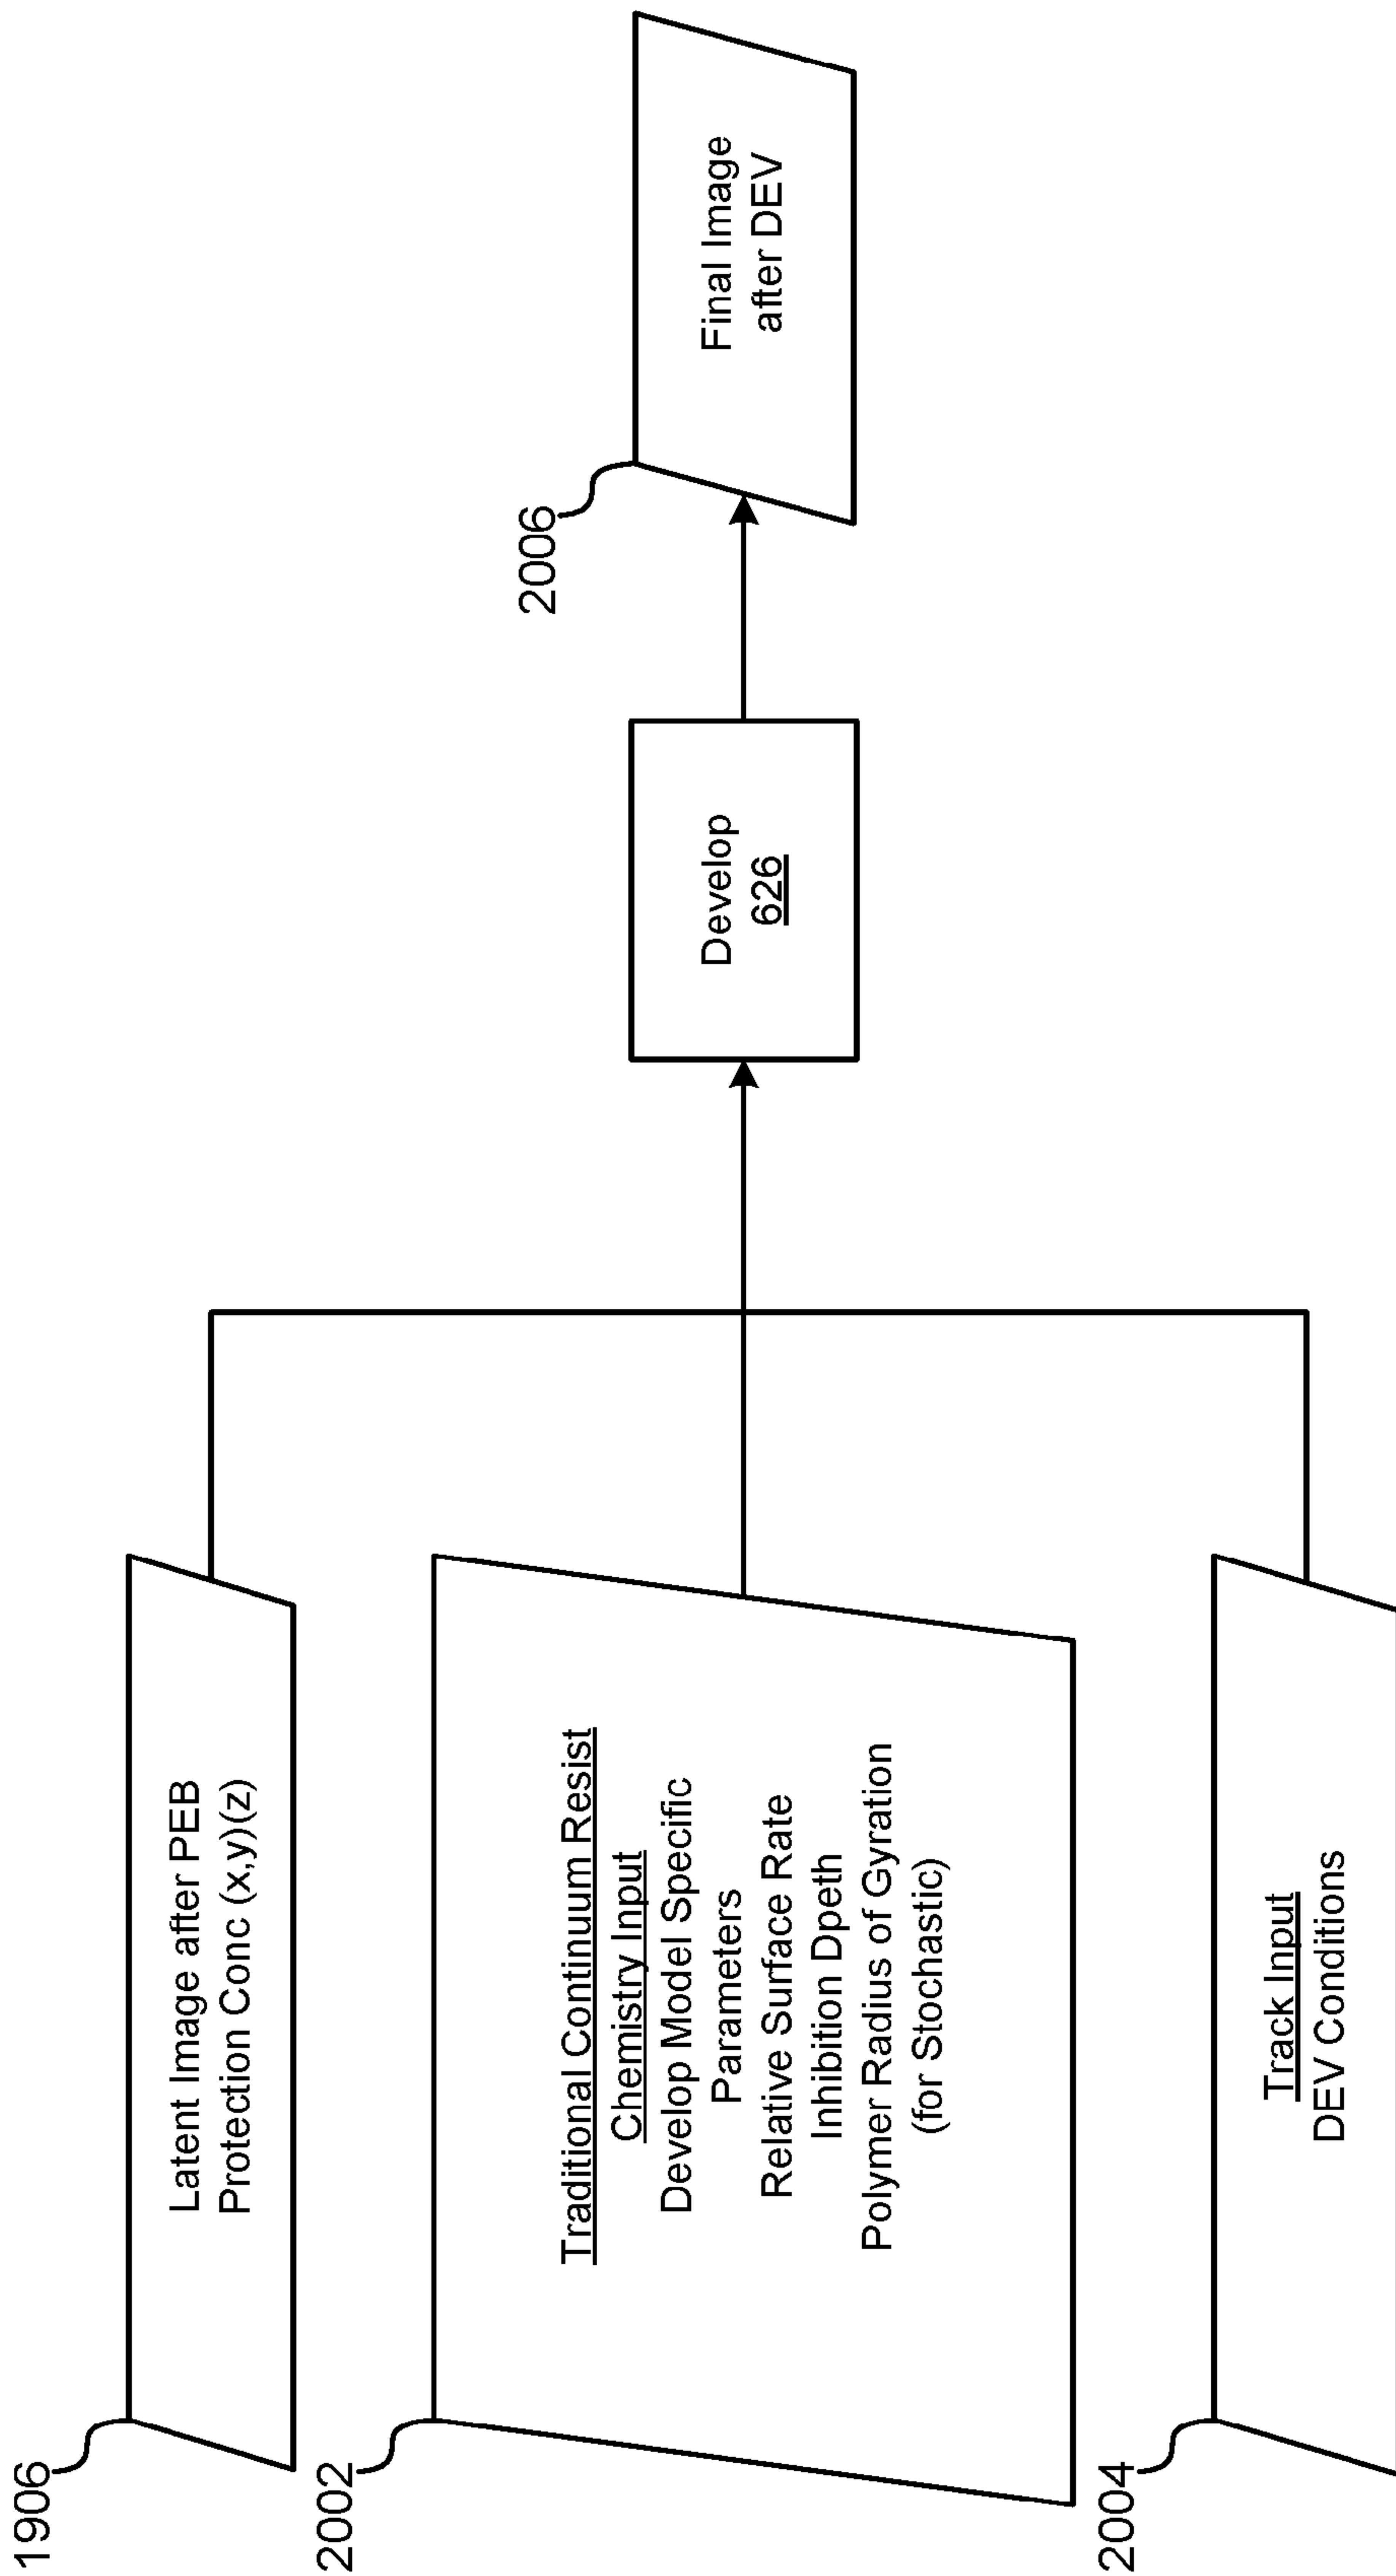 1906
Latent Image after PEB
Protection Conc (x,y)(z)
2002
Traditional Continuum Resist
Chemistry Input
Develop Model Specific
Parameters
Relative Surface Rate
Inhibition Dpeth
Polymer Radius of Gyration
(for Stochastic)
2004
Track Input
DEV Conditions
Develop
626
2006
Final Image
after DEV